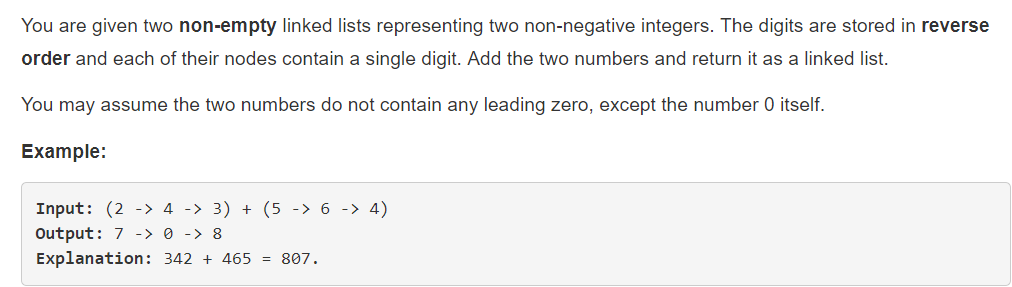 You are given two non-empty linked lists representing two non-negative integers. The digits are stored in reverse
order and each of their nodes contain a single digit. Add the two numbers and return it as a linked list.
You may assume the two numbers do not contain any leading zero, except the number 0 itself.
Example:
Input: (2 -> 4 -> 3) + (5 -> 6 -> 4)
Output: 7 -> 0 -> 8
Explanation: 342 + 465 = 807.